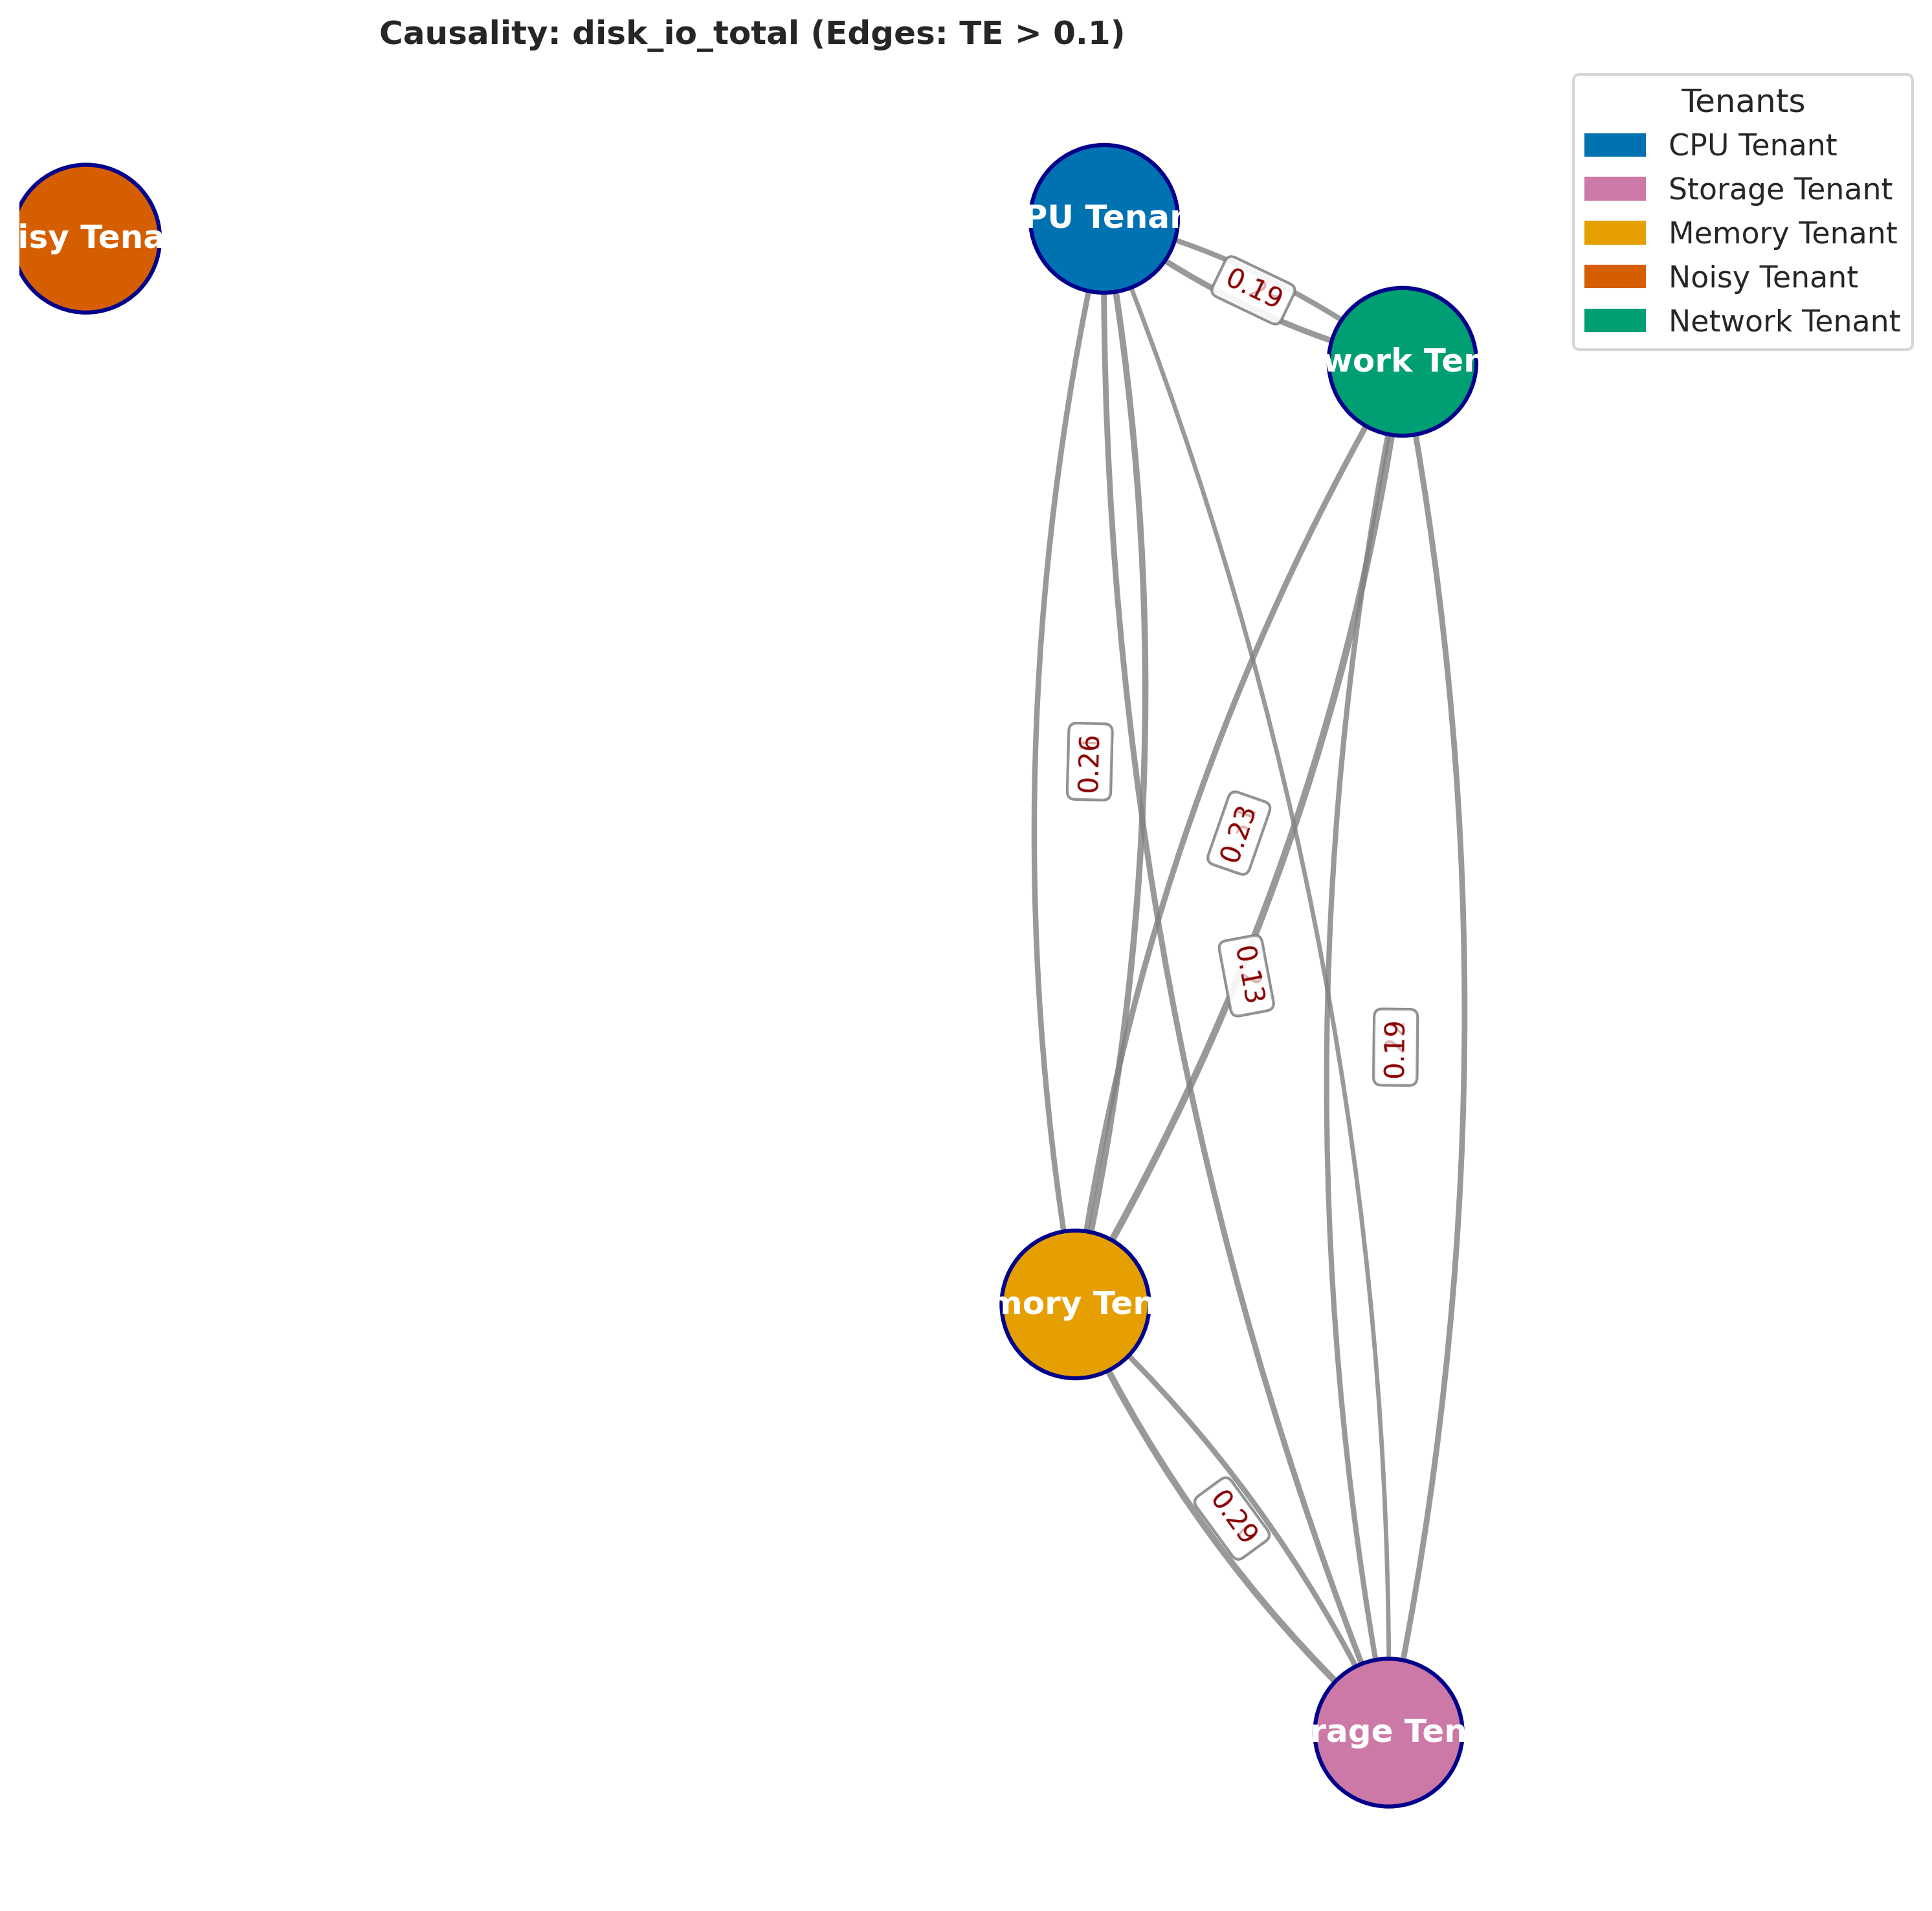 Causality: disk_io_total (Edges: TE > 0.1)
Tenants
CPU Tenant
Storage Tenant
Memory Tenant
Noisy Tenant
Network Tenant
isy Tena
PU Tenan
work Ten
0.19
0.26
0.23
0.13
0.19
mory Ten
0.29
rage Ten